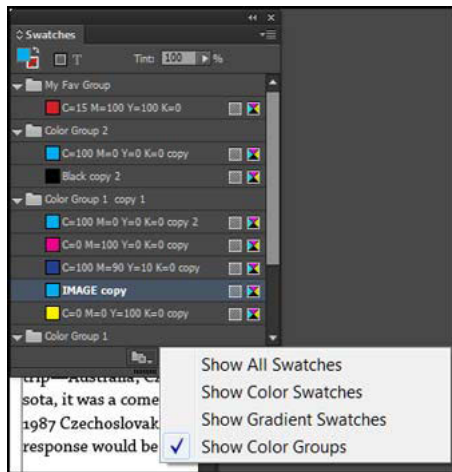 Swatches
T Tint: 100 %
My Fav Group
C=15 M=100 Y=100 K=0
Color Group 2
C=100 M=0 Y=0 K=0 copy
Black copy 2
Color Group 1 copy 1
C=100 M=0 Y=0 K=0 copy 2
C=0 M=100 Y=0 K=0 copy
C=100 M=90 Y=10 K=0 copy
IMAGE copy
C=0 M=0 Y=100 K=0 copy
Color Group 1
Show All Swatches
Show Color Swatches
Show Gradient Swatches
Show Color Groups
trip—Australia,
sota, it was a come
1987 Czechoslovak
response would be